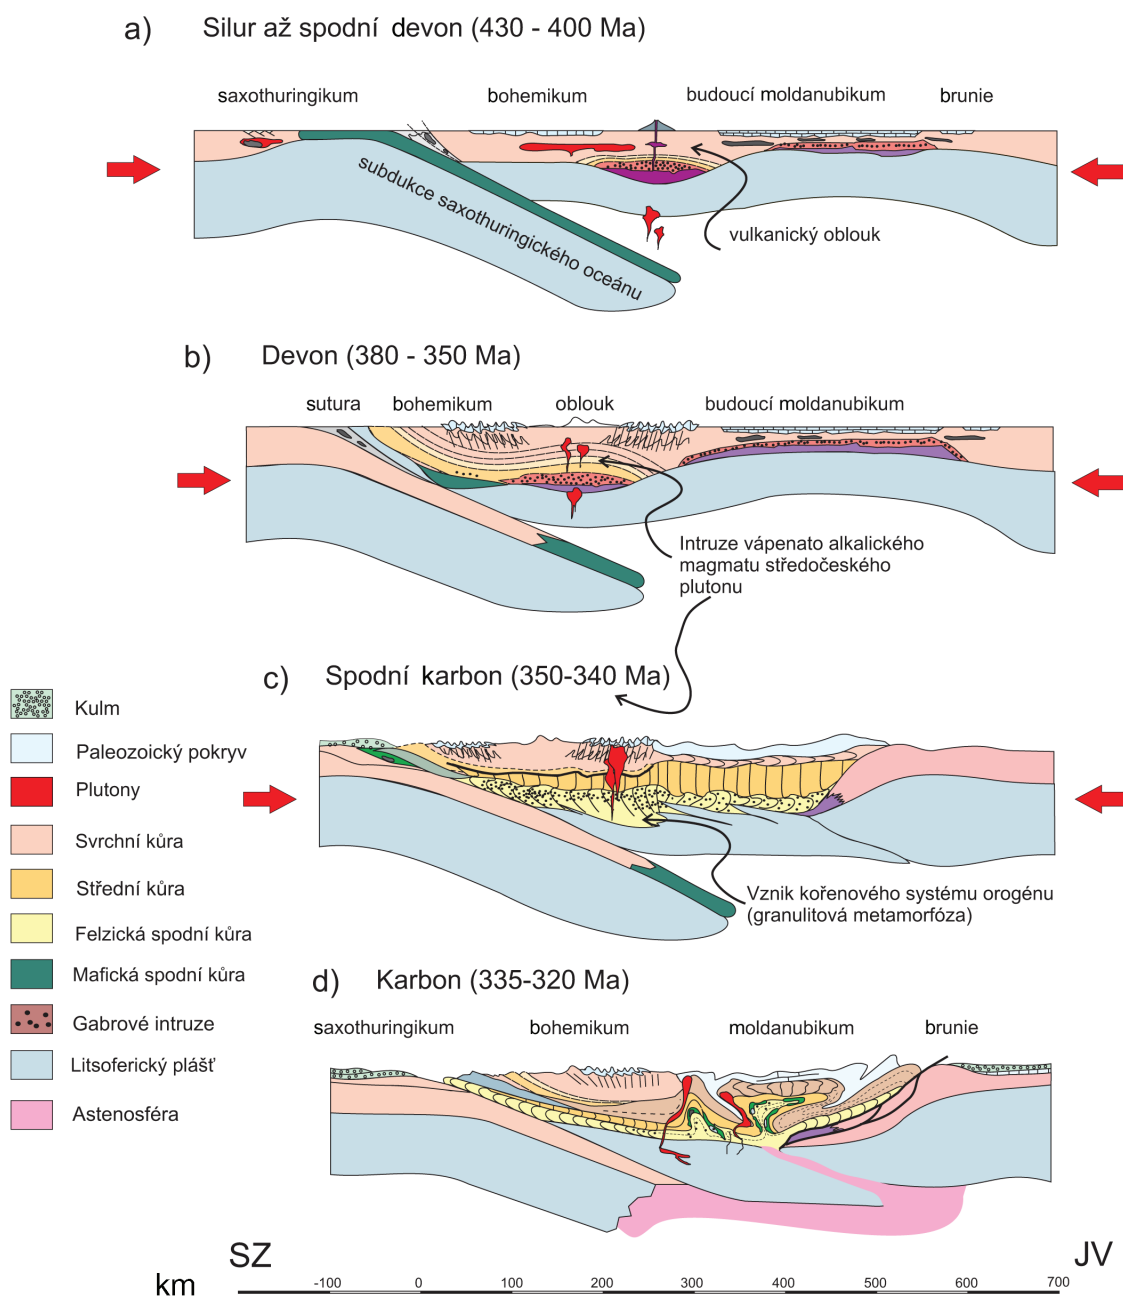 a) Silur až spodní devon (430 - 400 Ma)
saxothuringikum bohemikum budoucí moldanubikum brunie
subdukce saxothuringického oceánu
vulkanický oblouk
b) Devon (380 - 350 Ma)
sutura bohemikum oblouk budoucí moldanubikum
Intruze vápenato alkalického
magmatu středočeského
plutonu
c) Spodní karbon (350-340 Ma)
Vznik kořenového systému orogénu
(granulitová metamorfóza)
Kulm
Paleozoický pokryv
Plutony
Svrchní kůra
Střední kůra
Felzická spodní kůra
Mafická spodní kůra
Gabrové intruze
Litsoferický plášť
Astenosféra
d) Karbon (335-320 Ma)
saxothuringikum bohemikum moldanubikum brunie
SZ JV
km -100 0 100 200 300 400 500 600 700